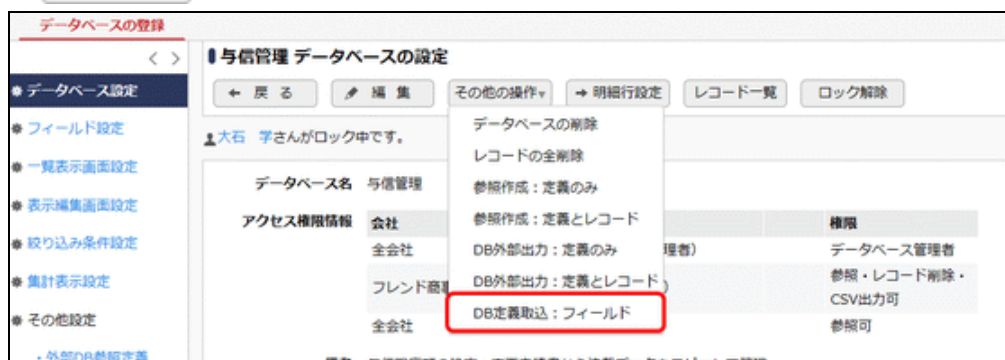 データベースの登録
< >
与信管理 データベースの設定
データベース設定
← 戻 る 編 集 その他の操作▼ → 明細行設定 レコード一覧 ロック解除
フィールド設定
大石 学さんがロック中です。
データベースの削除
レコードの全削除
一覧表示画面設定
データベース名 与信管理
参照作成:定義のみ
表示編集画面設定
アクセス権限情報 会社
参照作成:定義とレコード
権限
絞り込み条件設定
全会社
DB外部出力:定義のみ
理者)
データベース管理者
集計表示設定
フレンド商
DB外部出力:定義とレコード
)
参照・レコード削除・
CSV出力可
その他設定
全会社
DB定義取込:フィールド
参照可
・外部DB参照定義